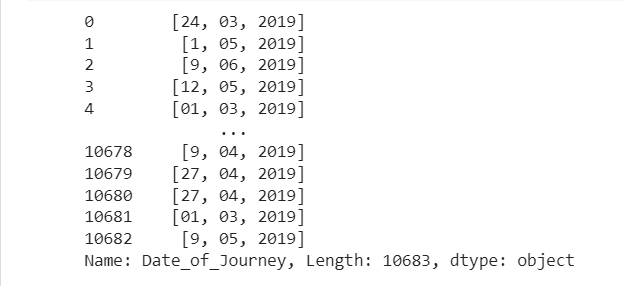 0 [24, 03, 2019]
1 [1, 05, 2019]
2 [9, 06, 2019]
3 [12, 05, 2019]
4 [01, 03, 2019]
...
10678 [9, 04, 2019]
10679 [27, 04, 2019]
10680 [27, 04, 2019]
10681 [01, 03, 2019]
10682 [9, 05, 2019]
Name: Date_of_Journey, Length: 10683, dtype: object